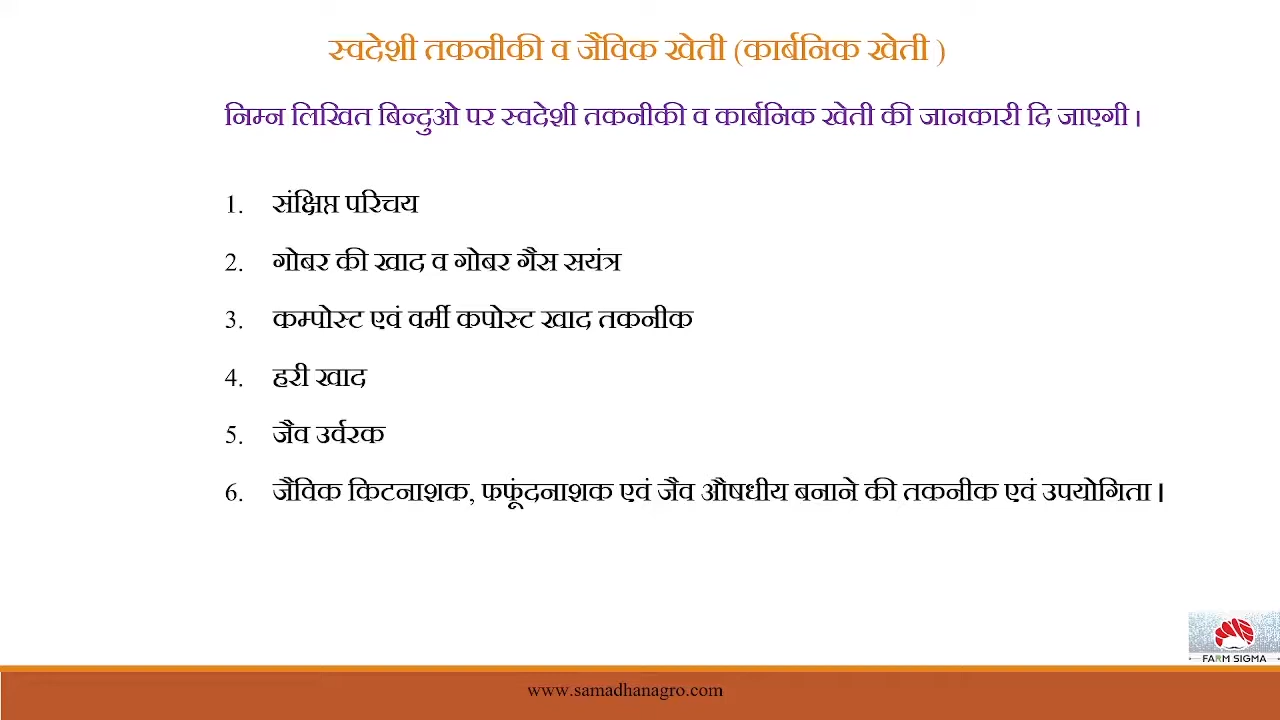 स्वदेशी तकनीकी व जैविक खेती (कार्बनिक खेती )
निम्न लिखित बिन्दुओ पर स्वदेशी तकनीकी व कार्बनिक खेती की जानकारी दि जाएगी।
1. संक्षिप्त परिचय
2. गोबर की खाद व गोबर गैस सयंत्र
3. कम्पोस्ट एवं वर्मी कपोस्ट खाद तकनीक
4. हरी खाद
5. जैव उर्वरक
6. जैविक किटनाशक, फफूंदनाशक एवं जैव औषधीय बनाने की तकनीक एवं उपयोगिता।
FARM SIGMA
www.samadhanagro.com